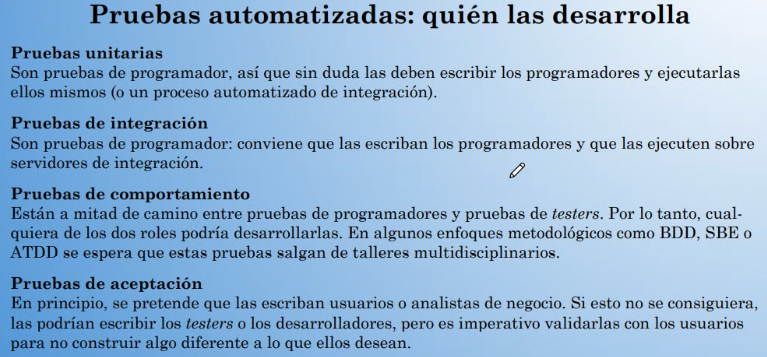 Pruebas automatizadas: quién las desarrolla
Pruebas unitarias
Son pruebas de programador, así que sin duda las deben escribir los programadores y ejecutarlas
ellos mismos (o un proceso automatizado de integración).
Pruebas de integración
Son pruebas de programador: conviene que las escriban los programadores y que las ejecuten sobre
servidores de integración.
Pruebas de comportamiento
Están a mitad de camino entre pruebas de programadores y pruebas de testers. Por lo tanto, cual-
quiera de los dos roles podría desarrollarlas. En algunos enfoques metodológicos como BDD, SBE o
ATDD se espera que estas pruebas salgan de talleres multidisciplinarios.
Pruebas de aceptación
En principio, se pretende que las escriban usuarios o analistas de negocio. Si esto no se consiguiera,
las podrían escribir los testers o los desarrolladores, pero es imperativo validarlas con los usuarios
para no construir algo diferente a lo que ellos desean.